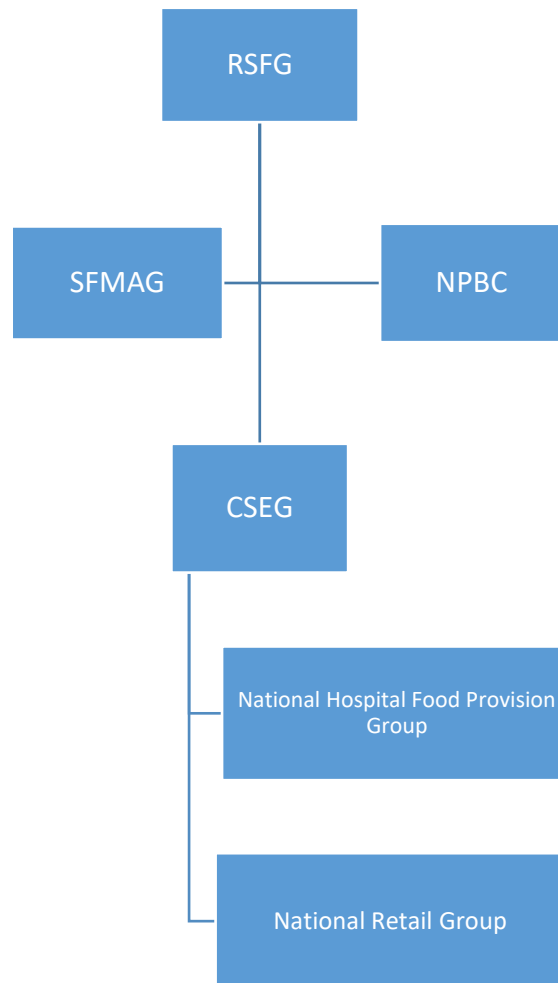 RSFG
SFMAG
NPBC
CSEG
National Hospital Food Provision
Group
National Retail Group